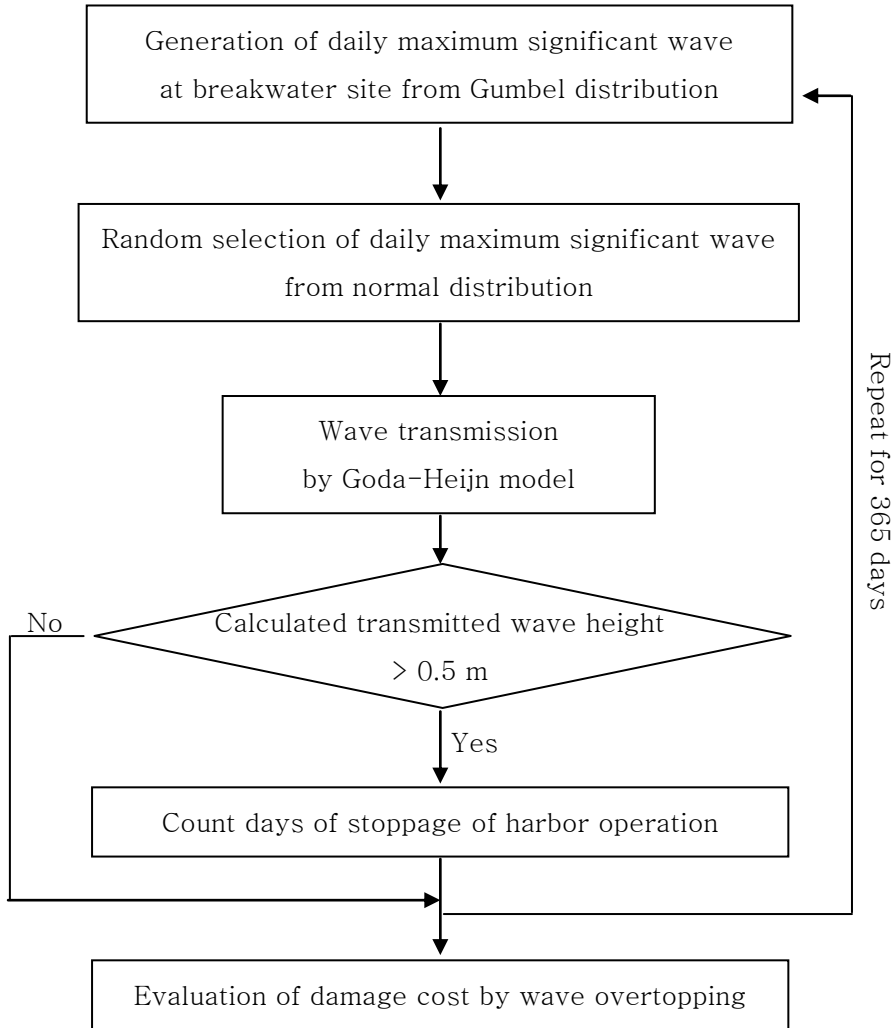 Generation of daily maximum significant wave
at breakwater site from Gumbel distribution
Random selection of daily maximum significant wave
from normal distribution
Wave transmission
by Goda-Heijn model
Repeat for 365 days
No
Calculated transmitted wave height
> 0.5 m
Yes
Count days of stoppage of harbor operation
Evaluation of damage cost by wave overtopping